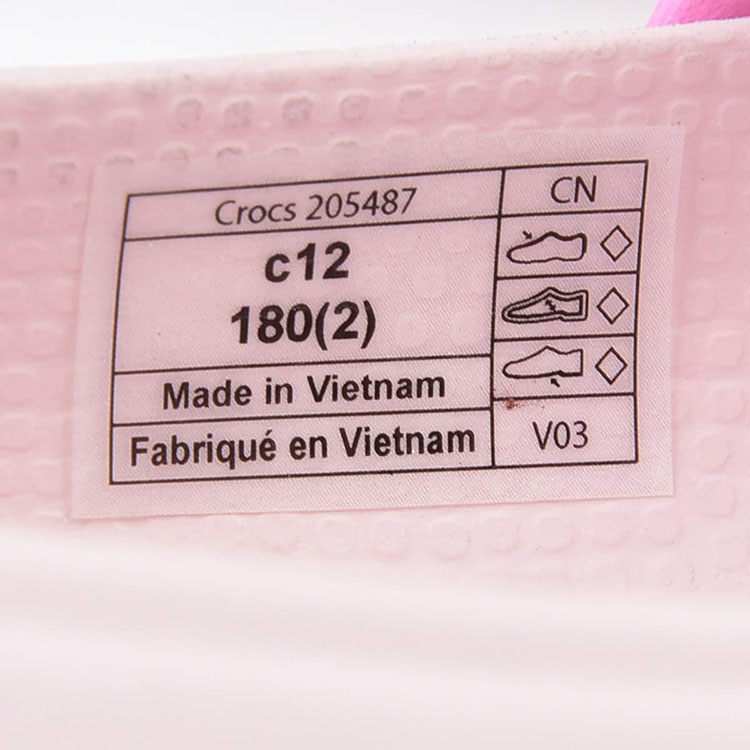 Crocs 205487
CN
c12
180(2)
Made in Vietnam
Fabriqué en Vietnam
V03